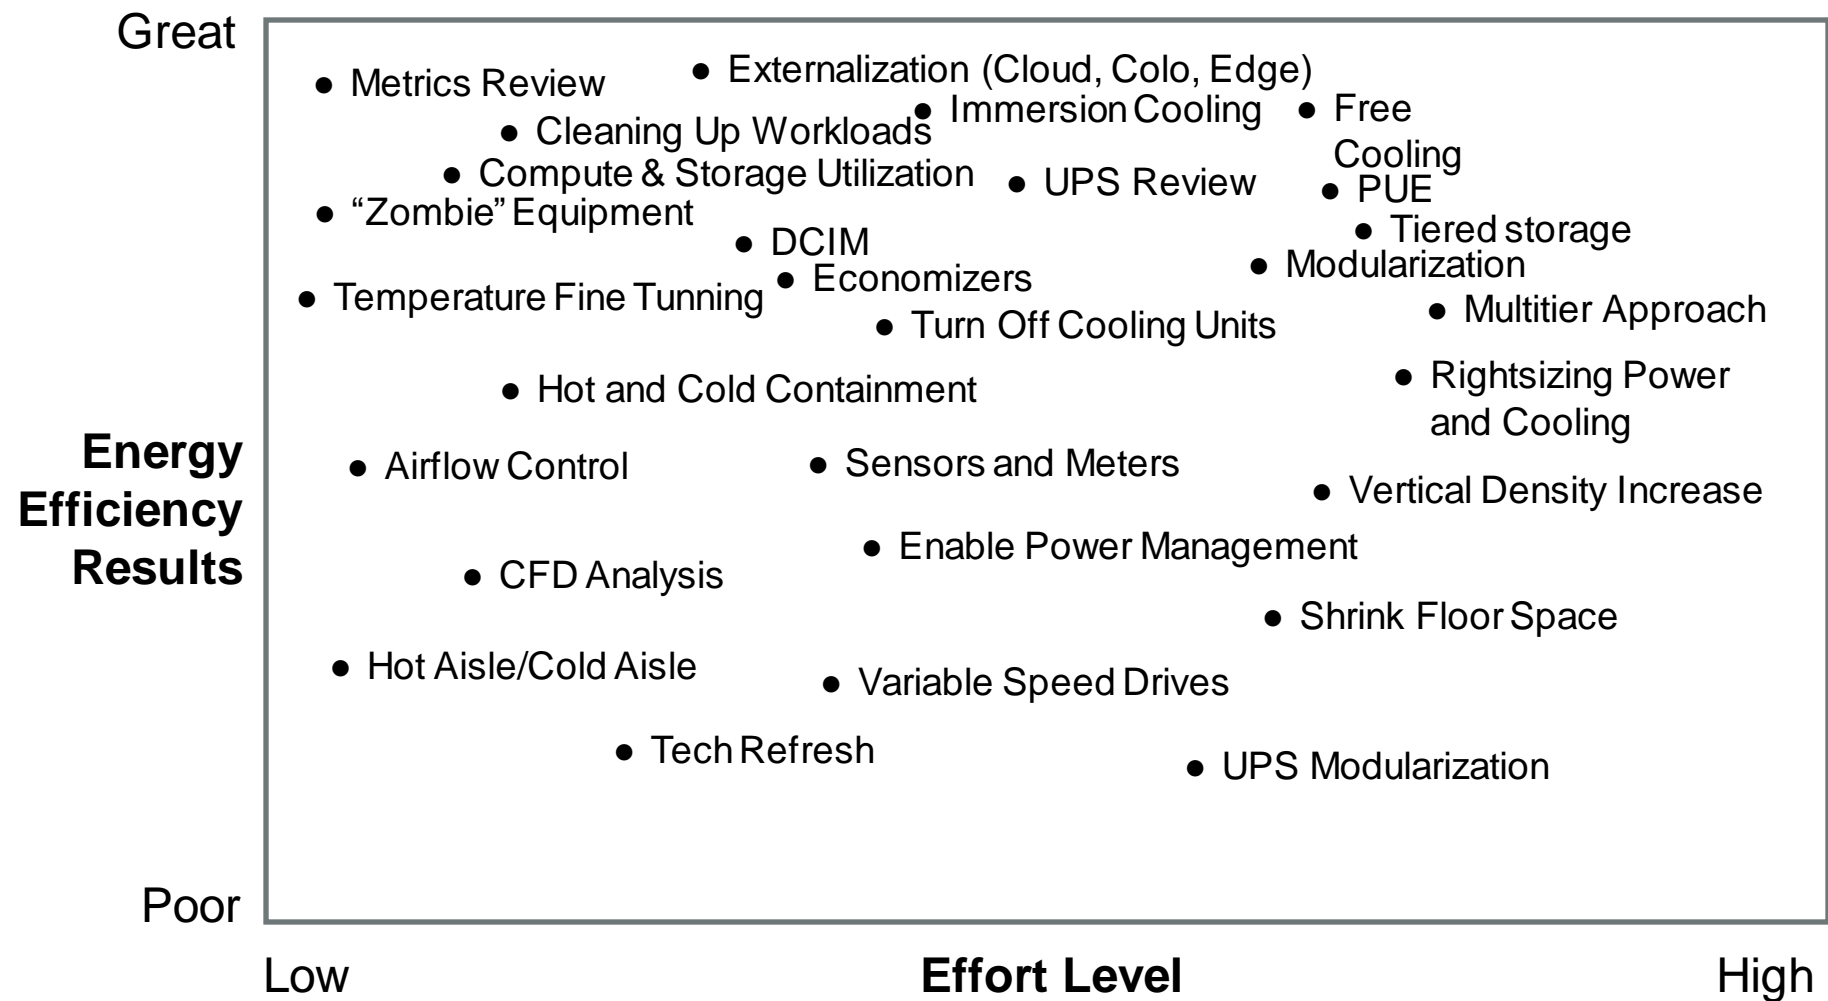 Great
● Externalization (Cloud, Colo, Edge)
● Metrics Review
● Immersion Cooling
● Free
Cooling
● Cleaning Up Workloads
● Compute & Storage Utilization
● UPS Review
● PUE
● “Zombie” Equipment
● Tiered storage
● DCIM
● Modularization
● Economizers
● Temperature Fine Tunning
● Multitier Approach
● Turn Off Cooling Units
● Rightsizing Power
and Cooling
● Hot and Cold Containment
Energy
Efficiency
Results
● Airflow Control
● Sensors and Meters
● Vertical Density Increase
● Enable Power Management
● CFD Analysis
● Shrink Floor Space
● Hot Aisle/Cold Aisle
● Variable Speed Drives
● Tech Refresh
● UPS Modularization
Poor
Low
Effort Level
High